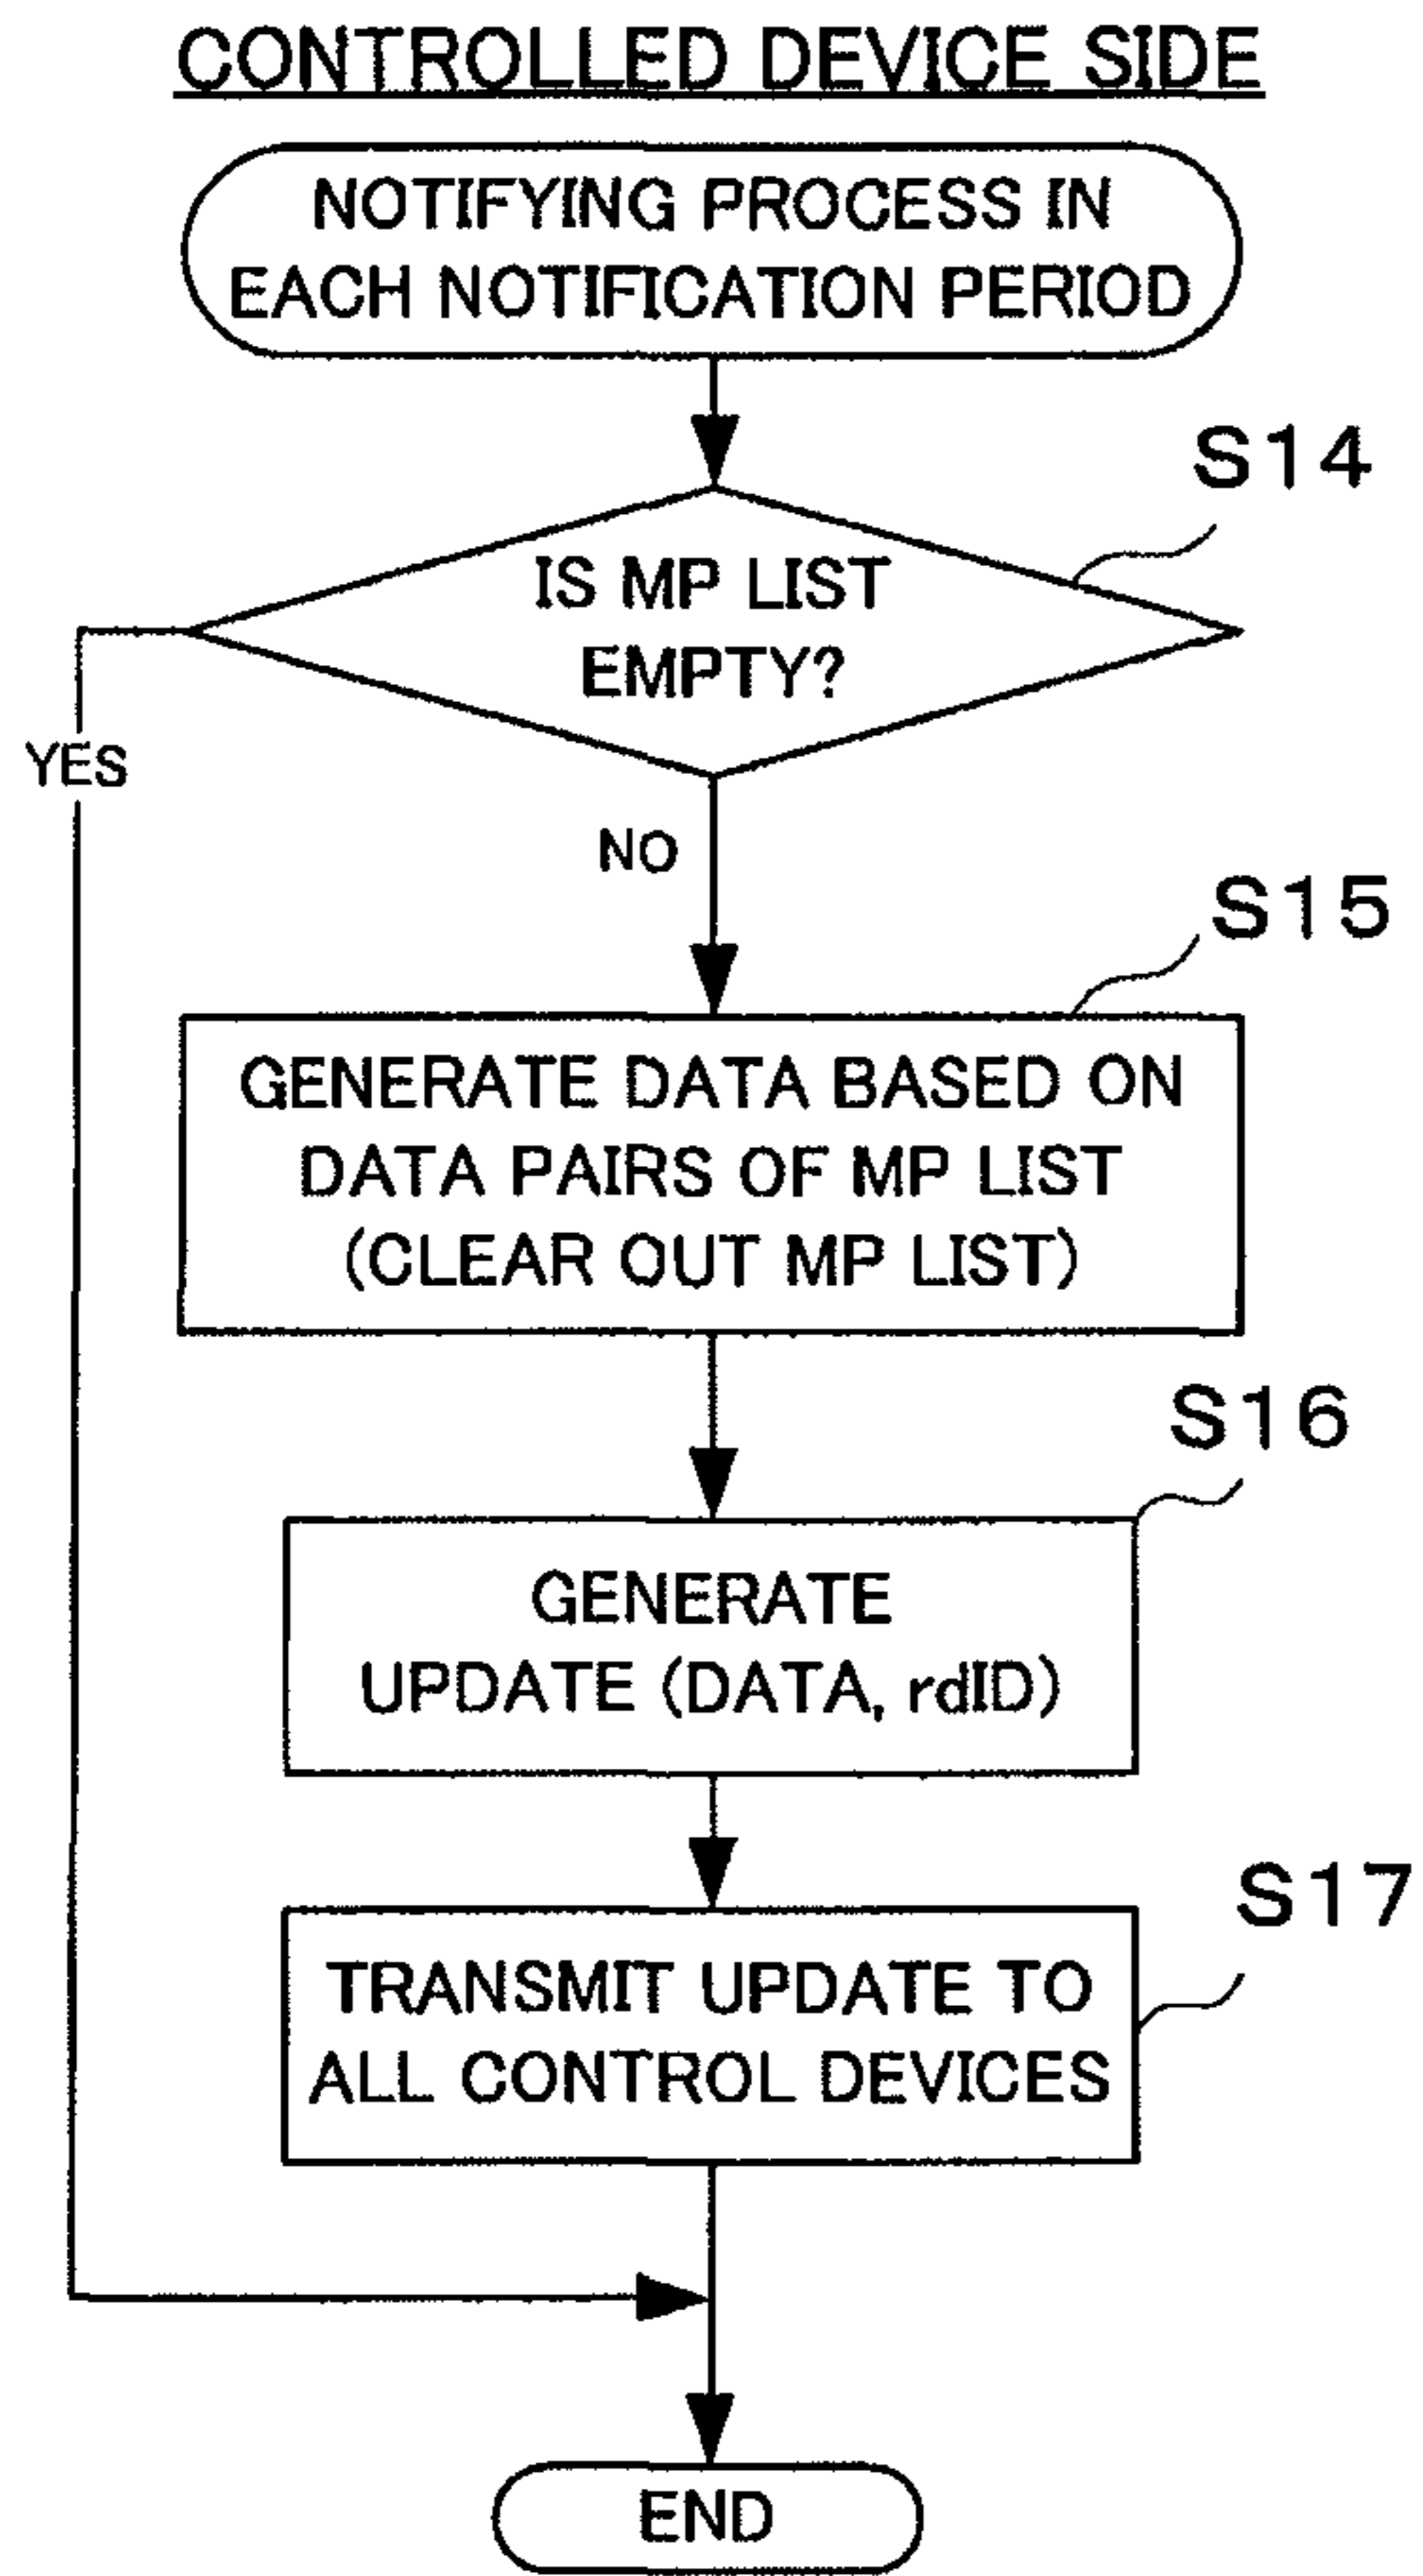 CONTROLLED DEVICE SIDE
NOTIFYING PROCESS IN
EACH NOTIFICATION PERIOD
S14
IS MP LIST
EMPTY?
YES
NO
S15
GENERATE DATA BASED ON
DATA PAIRS OF MP LIST
(CLEAR OUT MP LIST)
S16
GENERATE
UPDATE (DATA, rdID)
S17
TRANSMIT UPDATE TO
ALL CONTROL DEVICES
END